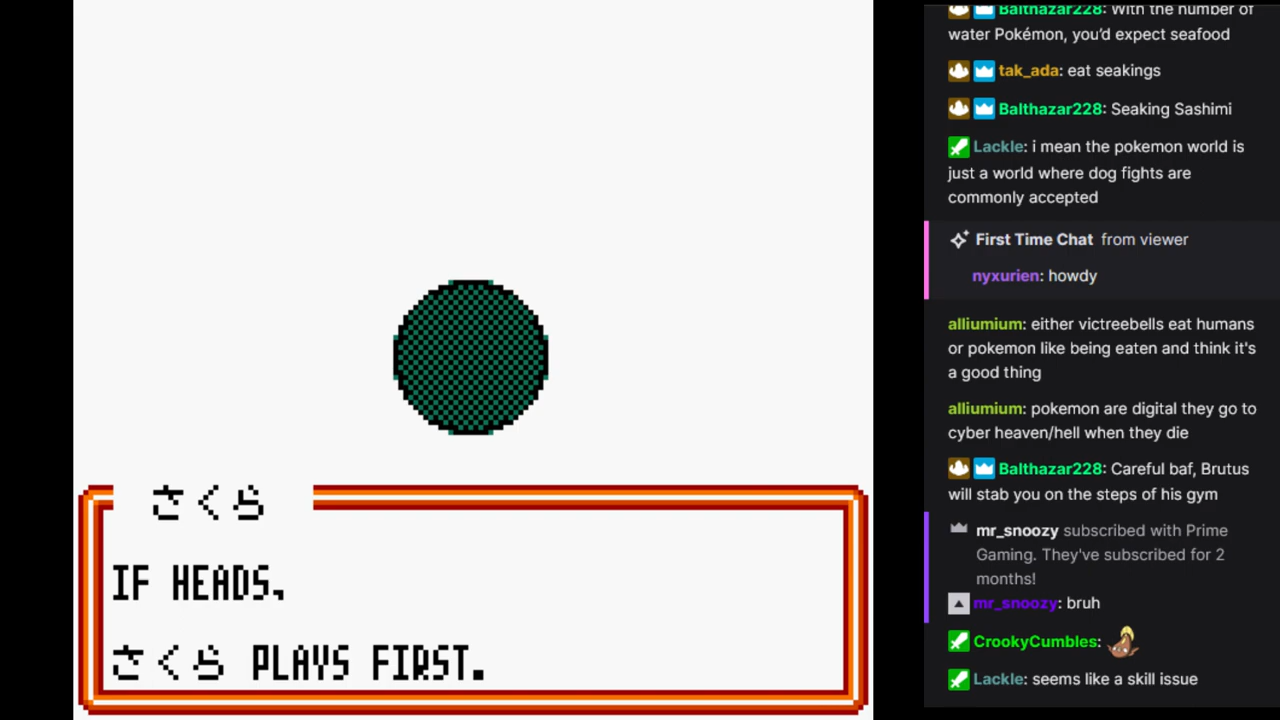 さくら
IF HEADS,
さくら PLAYS FIRST.
Balthazar228: With the number of
water Pokémon, you'd expect seafood
tak_ada: eat seakings
Balthazar228: Seaking Sashimi
Lackle: i mean the pokemon world is
just a world where dog fights are
commonly accepted
First Time Chat from viewer
nyxurien: howdy
alliumium: either victreebells eat humans
or pokemon like being eaten and think it's
a good thing
alliumium: pokemon are digital they go to
cyber heaven/hell when they die
Balthazar228: Careful baf, Brutus
will stab you on the steps of his gym
mr_snoozy subscribed with Prime
Gaming. They've subscribed for 2
months!
mr_snoozy: bruh
CrookyCumbles:
Lackle: seems like a skill issue